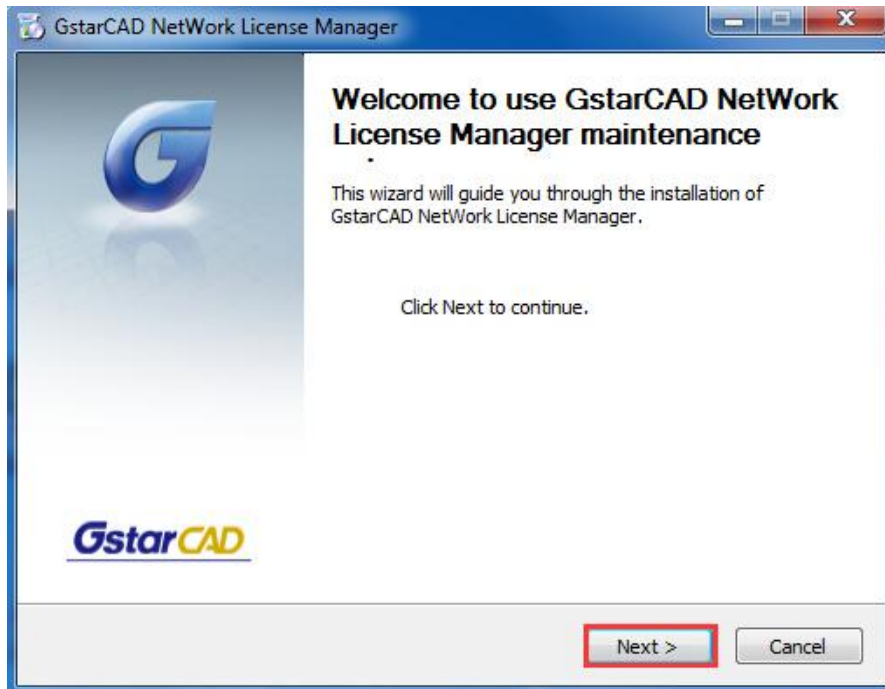 GstarCAD NetWork License Manager
Welcome to use GstarCAD NetWork
License Manager maintenance
This wizard will guide you through the installation of
GstarCAD NetWork License Manager.
Click Next to continue.
GstarCAD
Next >
Cancel